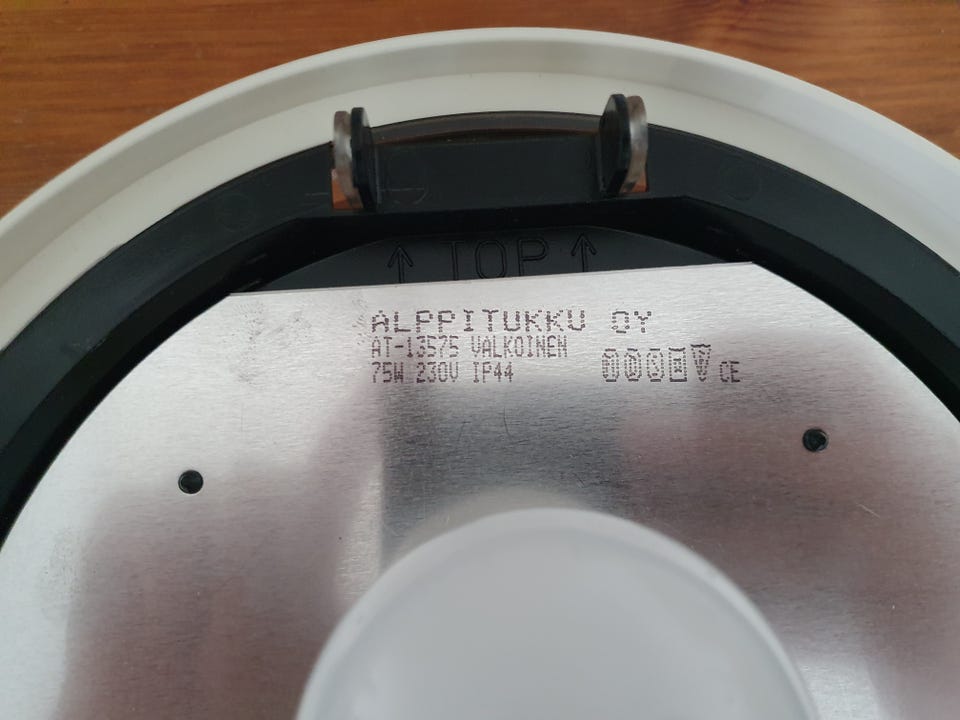 ↑ TOP ↑
ALPPITUKKU OY
AT-13575 VALKOINEN
75W 230V IP44
CE